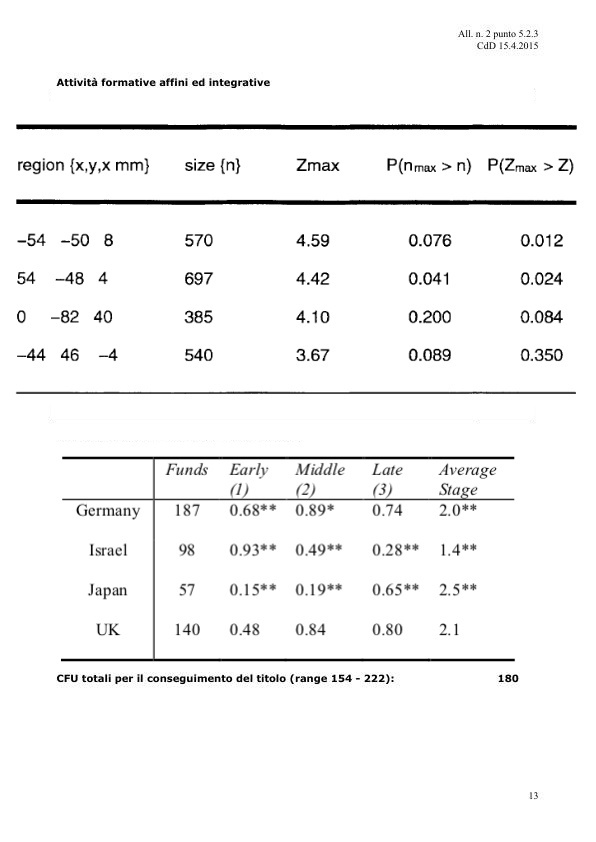 All. n. 2 punto 5.2.3
CdD 15.4.2015
Attività formative affini ed integrative
region {x,y,x mm} size {n} Zmax P(nmax > n) P(Zmax > Z)
−54 −50 8 570 4.59 0.076 0.012
54 −48 4 697 4.42 0.041 0.024
0 −82 40 385 4.10 0.200 0.084
−44 46 −4 540 3.67 0.089 0.350
Funds Early Middle Late Average
(1) (2) (3) Stage
Germany 187 0.68** 0.89* 0.74 2.0**
Israel 98 0.93** 0.49** 0.28** 1.4**
Japan 57 0.15** 0.19** 0.65** 2.5**
UK 140 0.48 0.84 0.80 2.1
CFU totali per il conseguimento del titolo (range 154 - 222): 180
13